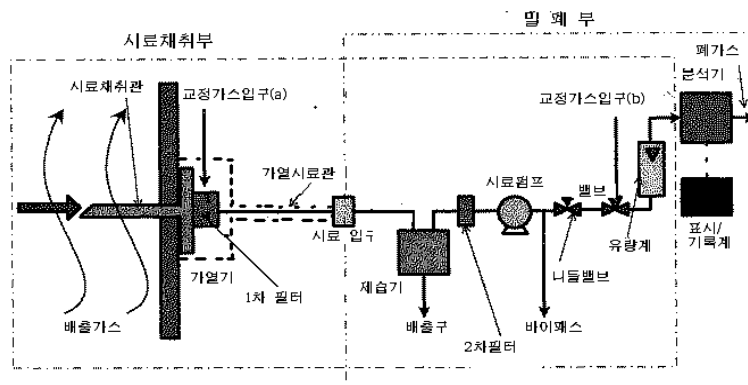 밀 폐 부
시료채취부
폐가스
분석기
시료채취관
교정가스입구(a)
교정가스입구(b)
가열시료관
시료펌프
밸브
시료 입구
표시/
기록계
유량계
가열기
1차 필터
제습기
니들밸브
배출가스
배출구
2차필터
바이패스